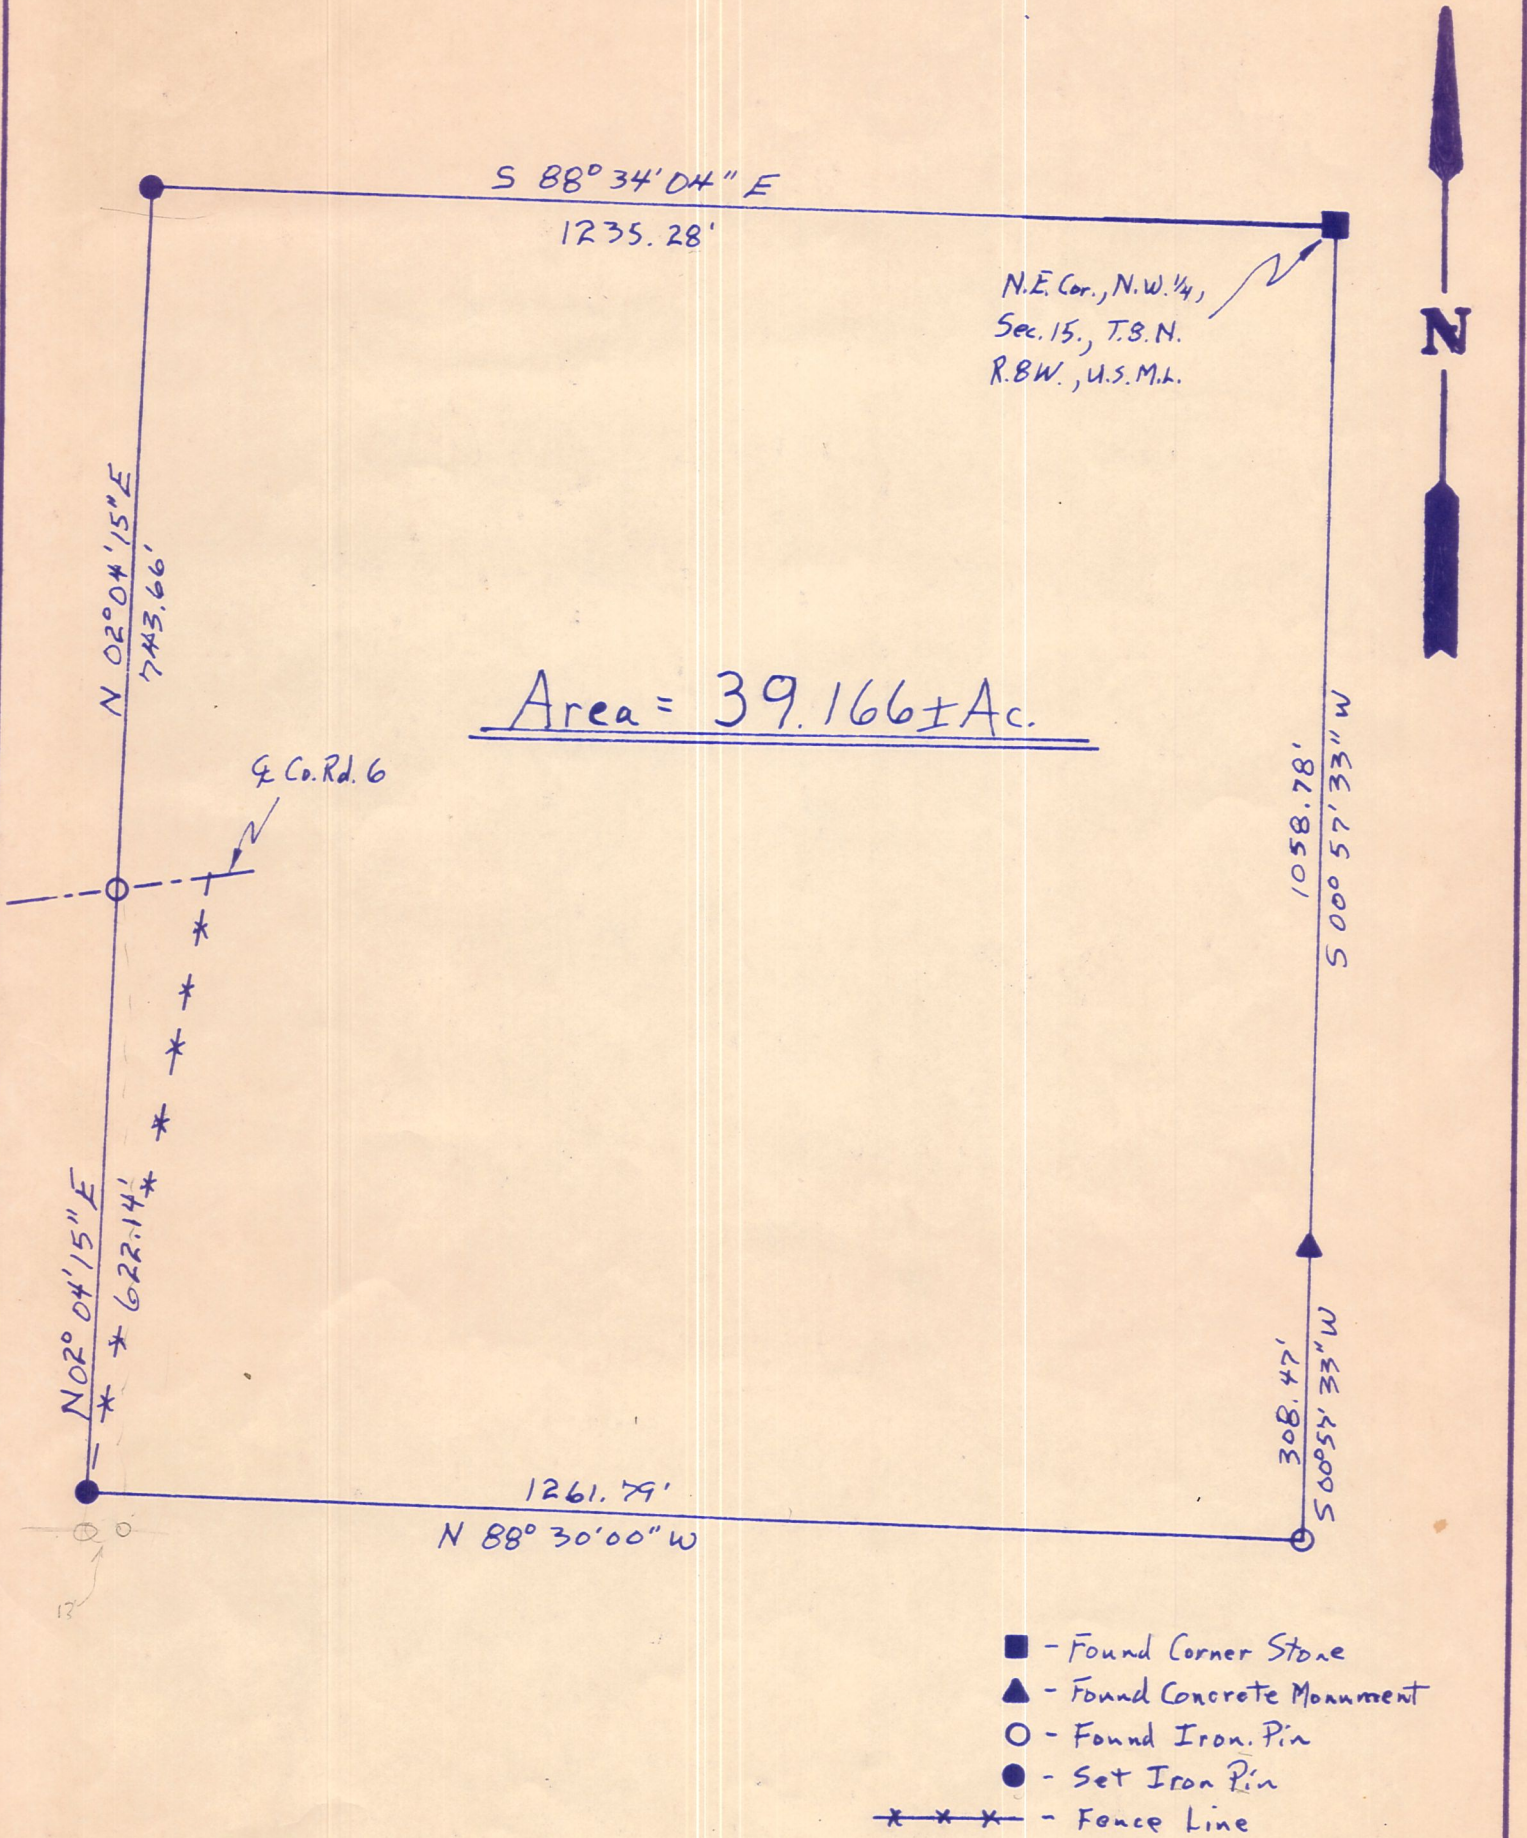 S 88° 34' 04" E
1235.28'
N.E. Cor., N.W. ¼,
Sec. 15., T.8.N.
R.8W., U.S.M.L.
N
N 02° 04' 15" E
743.66'
Area = 39.166±Ac.
℄ Co. Rd. 6
1058.78'
S 00° 57' 33" W
N 02° 04' 15" E
622.14'
308.47'
S 00° 57' 33" W
1261.79'
N 88° 30' 00" W
- Found Corner Stone
- Found Concrete Monument
- Found Iron. Pin
- Set Iron Pin
- Fence Line